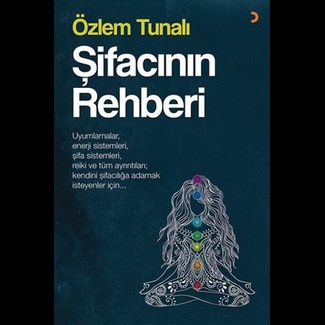 Özlem Tunalı
Şifacının
Rehberi
Uyumlamalar,
enerji sistemleri,
şifa sistemleri,
reiki ve tüm ayrıntıları;
kendini şifacılığa adamak
isteyenler için...